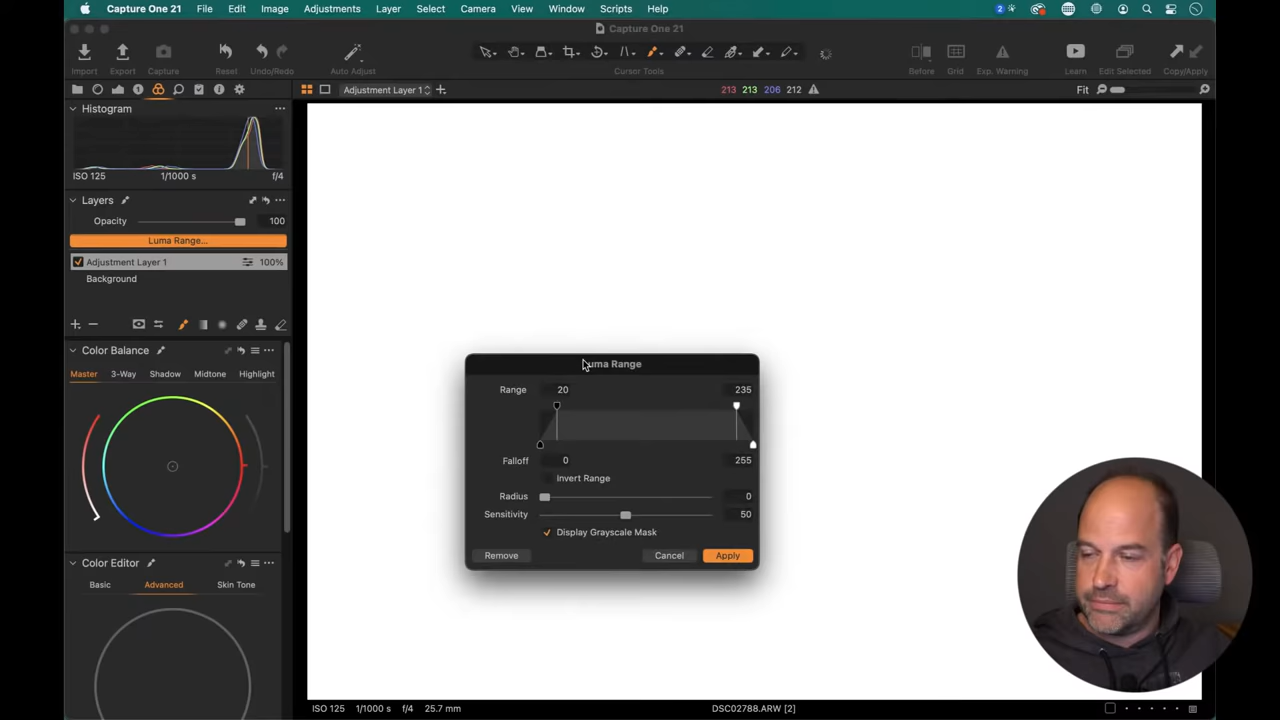 Capture One 21 File Edit Image Adjustments Layer Select Camera View Window Scripts Help 2
Capture One 21
Import Export Capture Reset Undo/Redo Auto Adjust Cursor Tools Before Grid Exp. Warning Learn Edit Selected Copy/Apply
Adjustment Layer 1 213 213 206 212 Fit
Histogram
ISO 125 1/1000 s f/4
Layers
Opacity 100
Luma Range...
Adjustment Layer 1 100%
Background
Color Balance
Master 3-Way Shadow Midtone Highlight
Color Editor
Basic Advanced Skin Tone
Luma Range
Range 20 235
Falloff 0 255
Invert Range
Radius 0
Sensitivity 50
Display Grayscale Mask
Remove Cancel Apply
ISO 125 1/1000 s f/4 25.7 mm DSC02788.ARW [2]